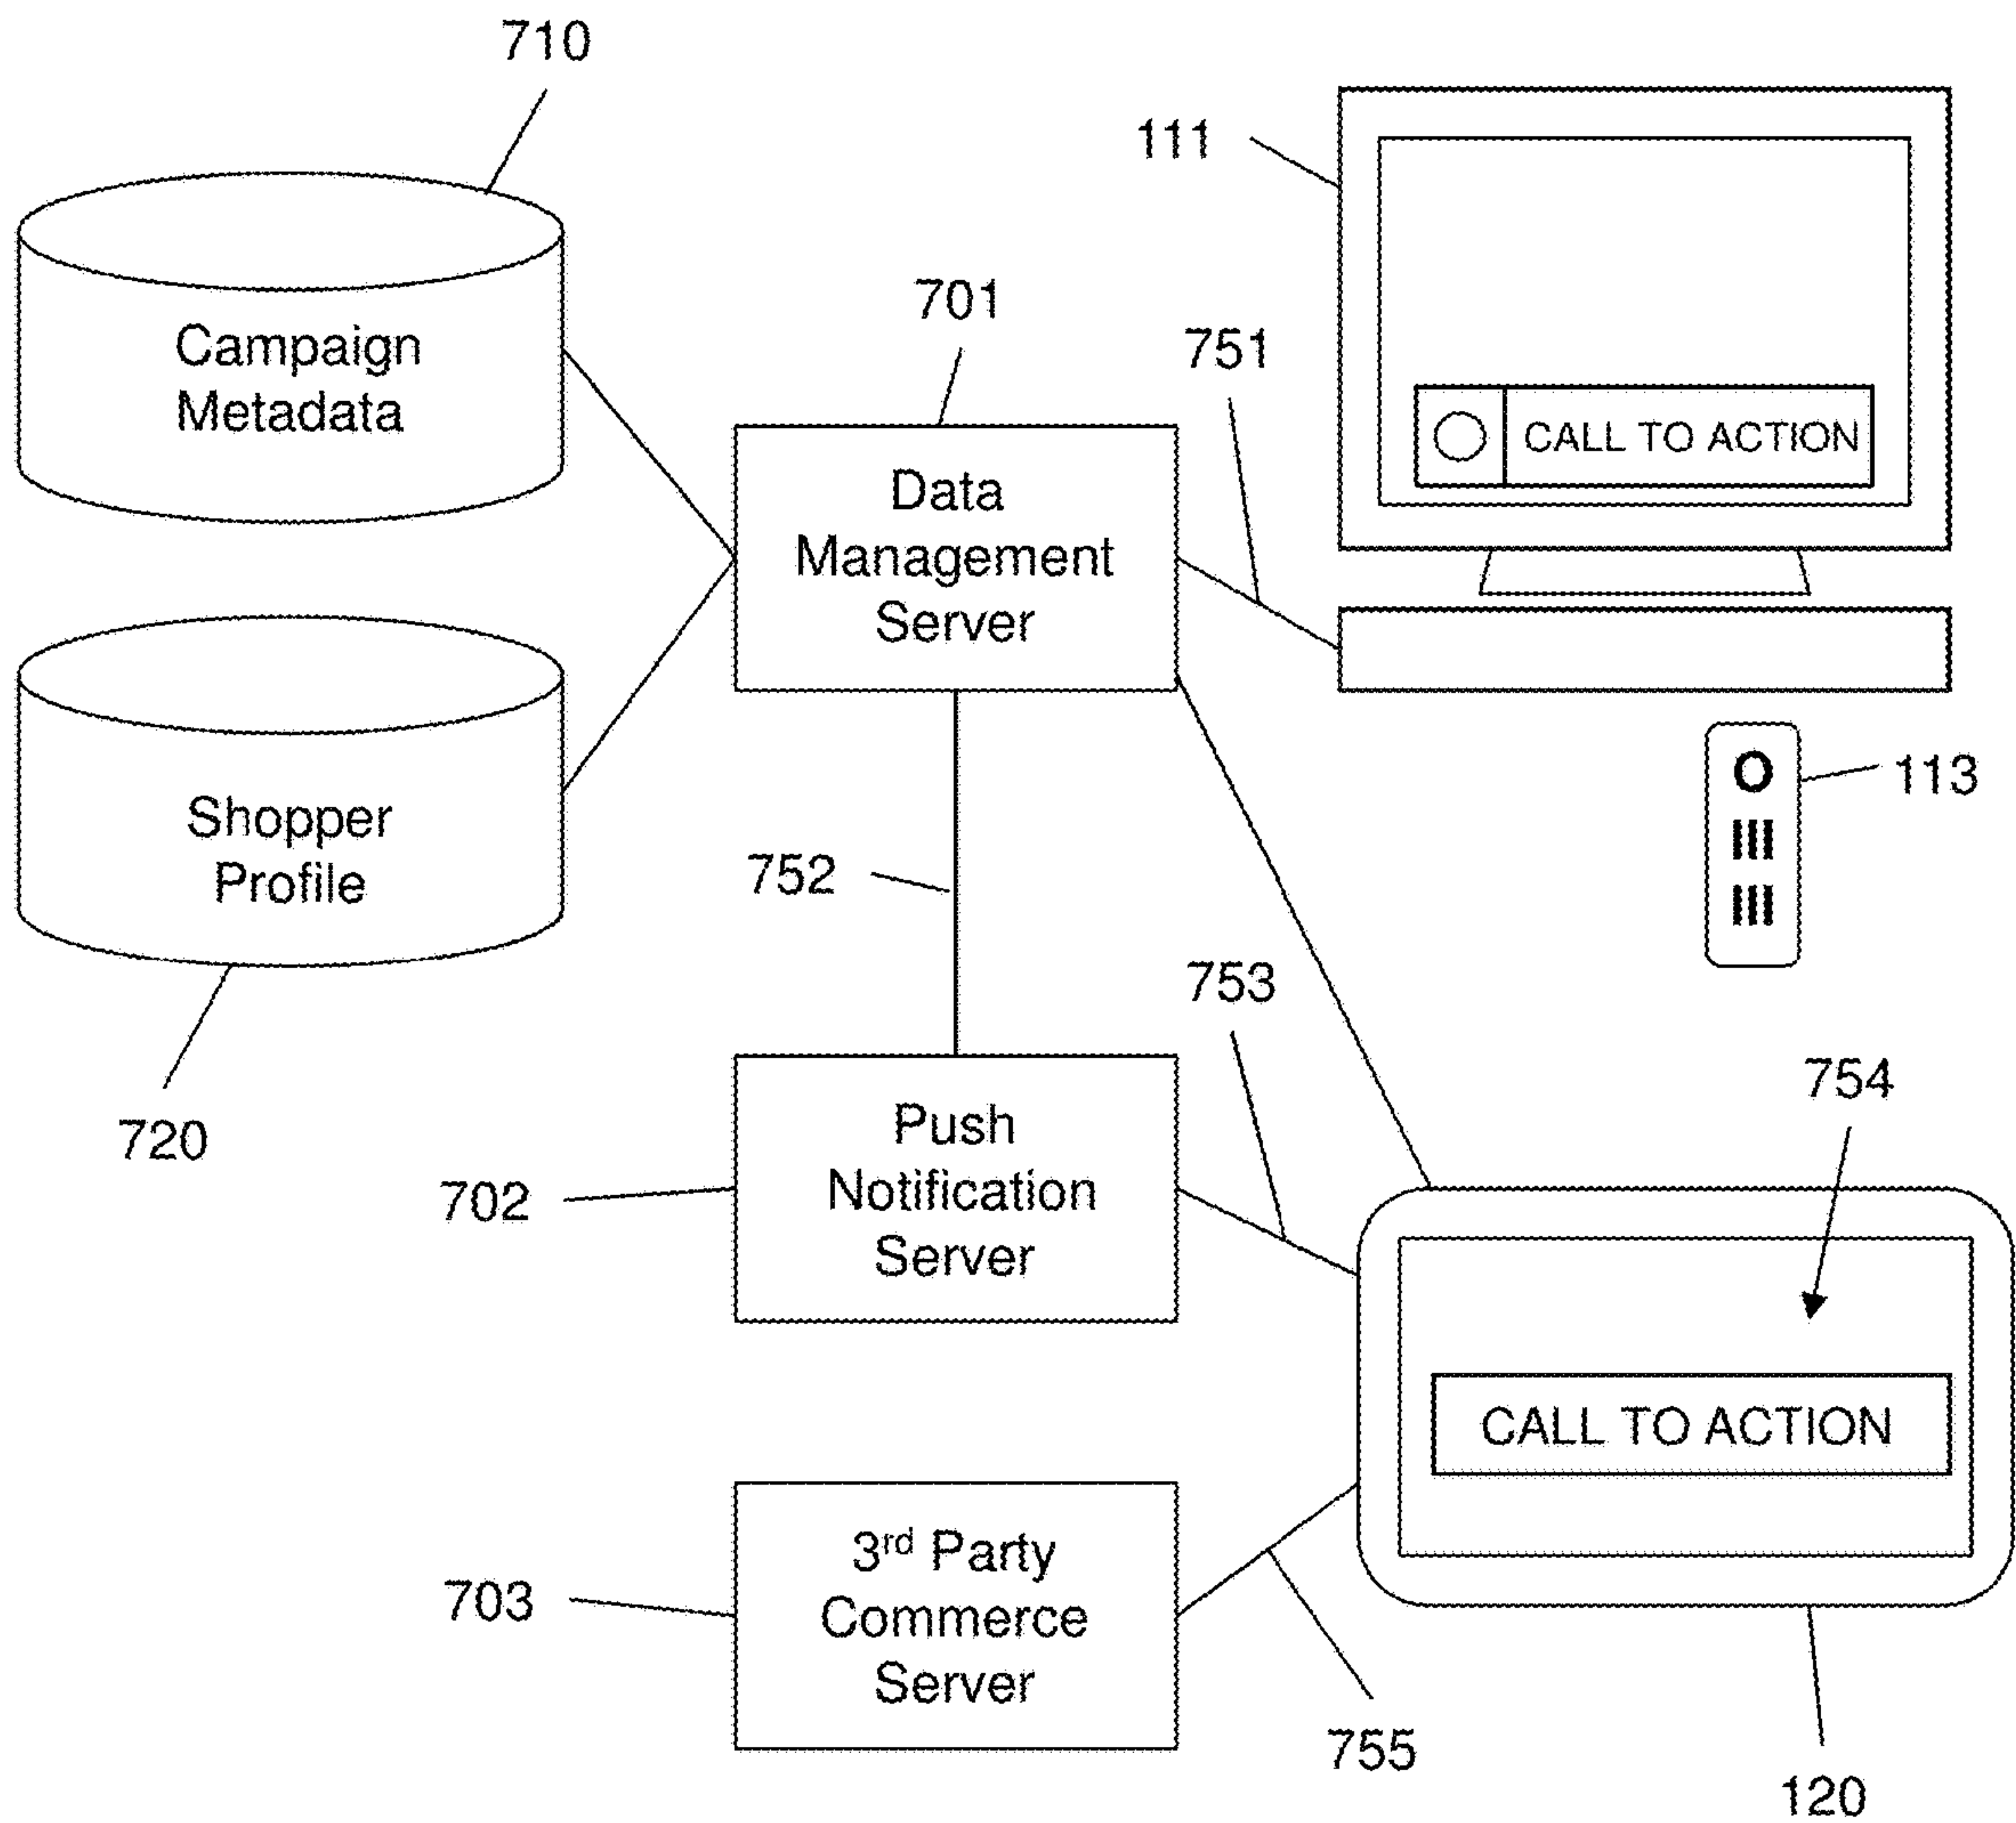 710
111
701
751
Campaign
Metadata
CALL TO ACTION
Data
Management
Server
113
Shopper
Profile
752
753
754
720
Push
Notification
Server
702
CALL TO ACTION
3rd Party
Commerce
Server
703
755
120